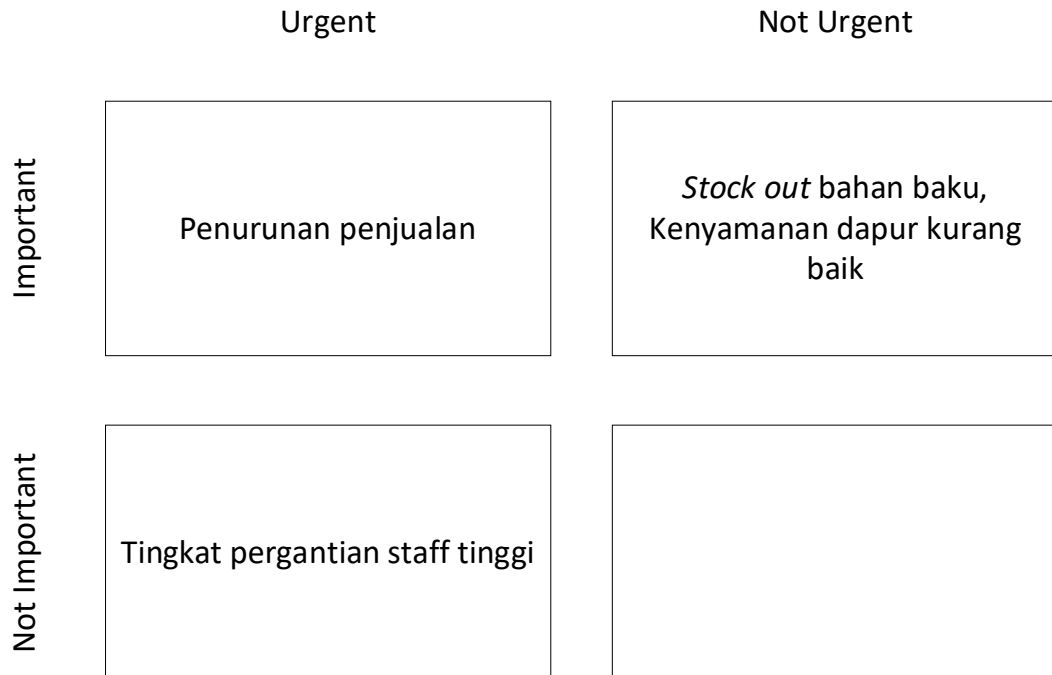 Urgent
Not Urgent
Important
Penurunan penjualan
Stock out bahan baku,
Kenyamanan dapur kurang
baik
Not Important
Tingkat pergantian staff tinggi